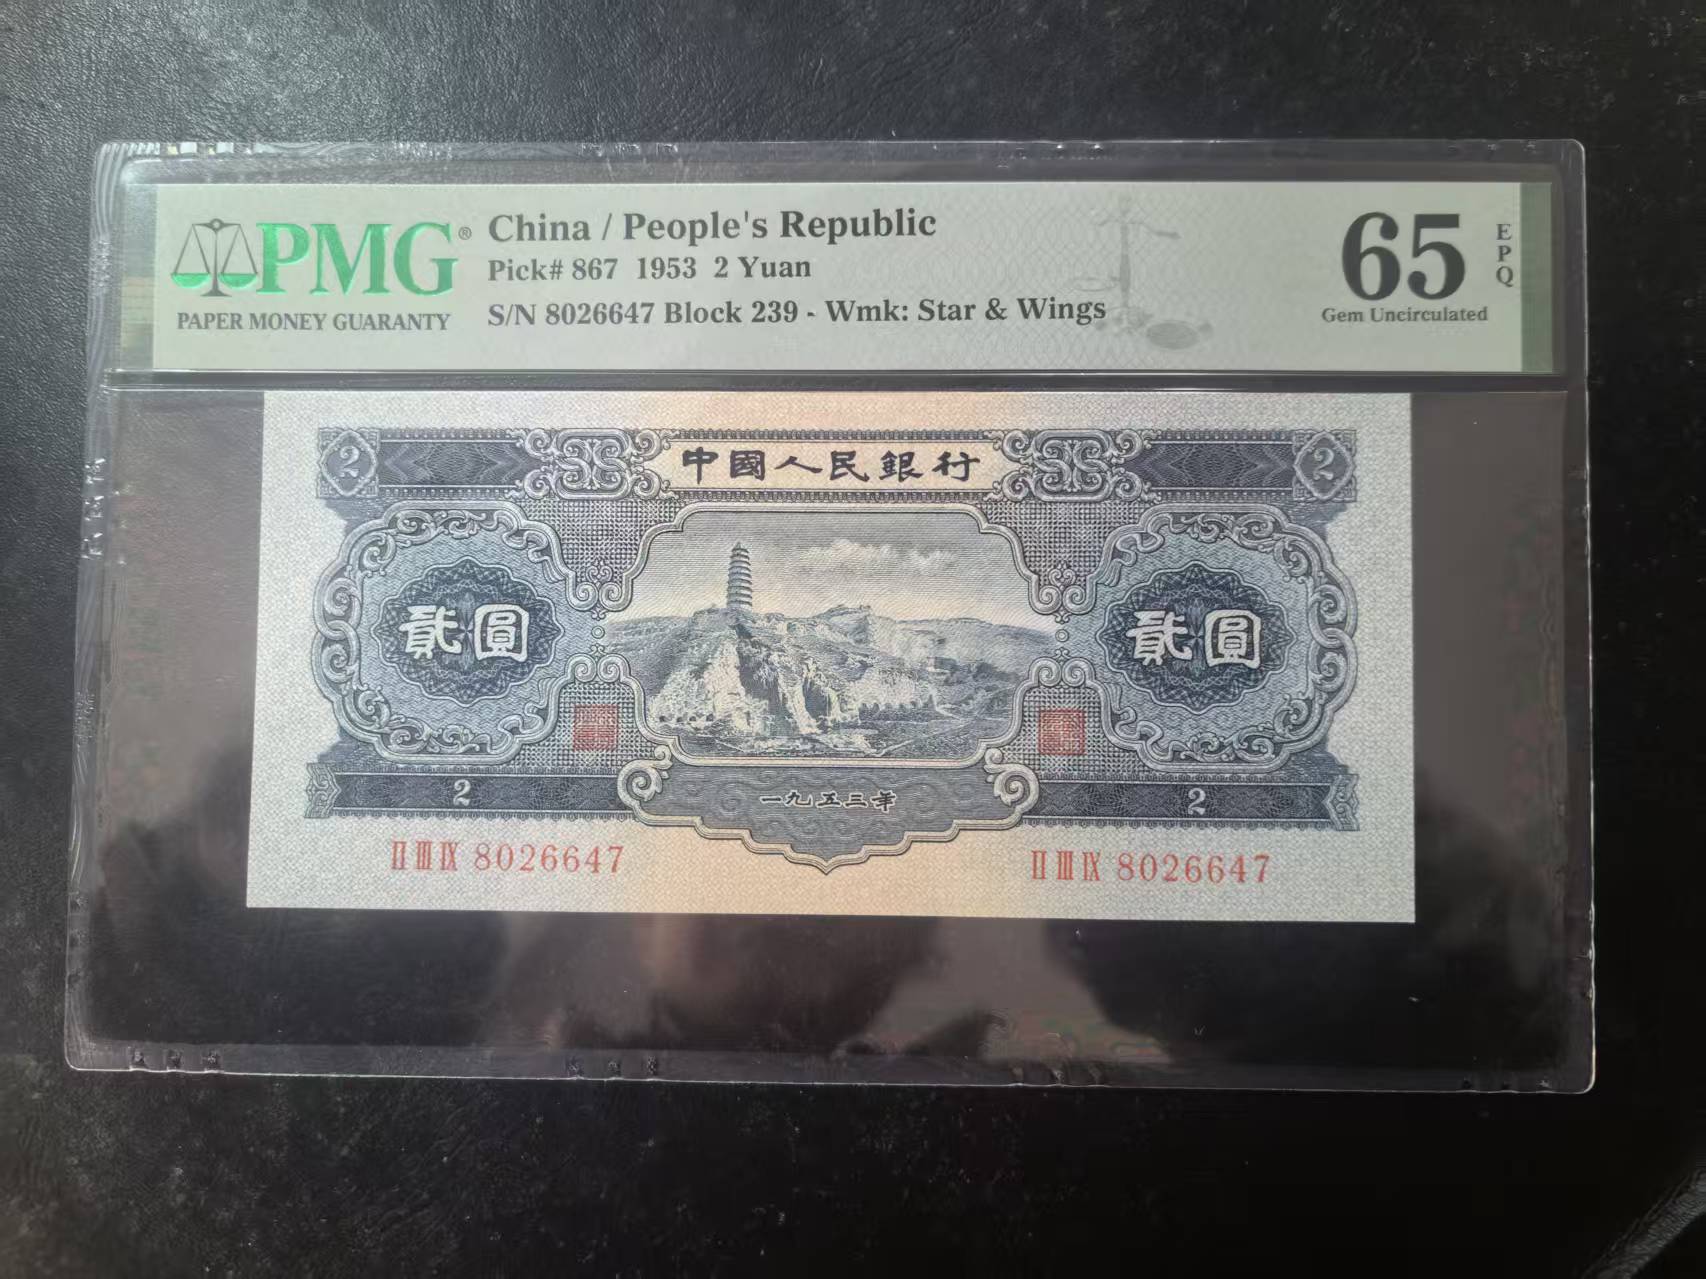 PMG®
PAPER MONEY GUARANTY
China / People's Republic
Pick# 867 1953 2 Yuan
S/N 8026647 Block 239 - Wmk: Star & Wings
65
EPQ
Gem Uncirculated
2 中國人民銀行 2
貳圓 貳圓
2 一九五三年 2
II III IX 8026647 II III IX 8026647